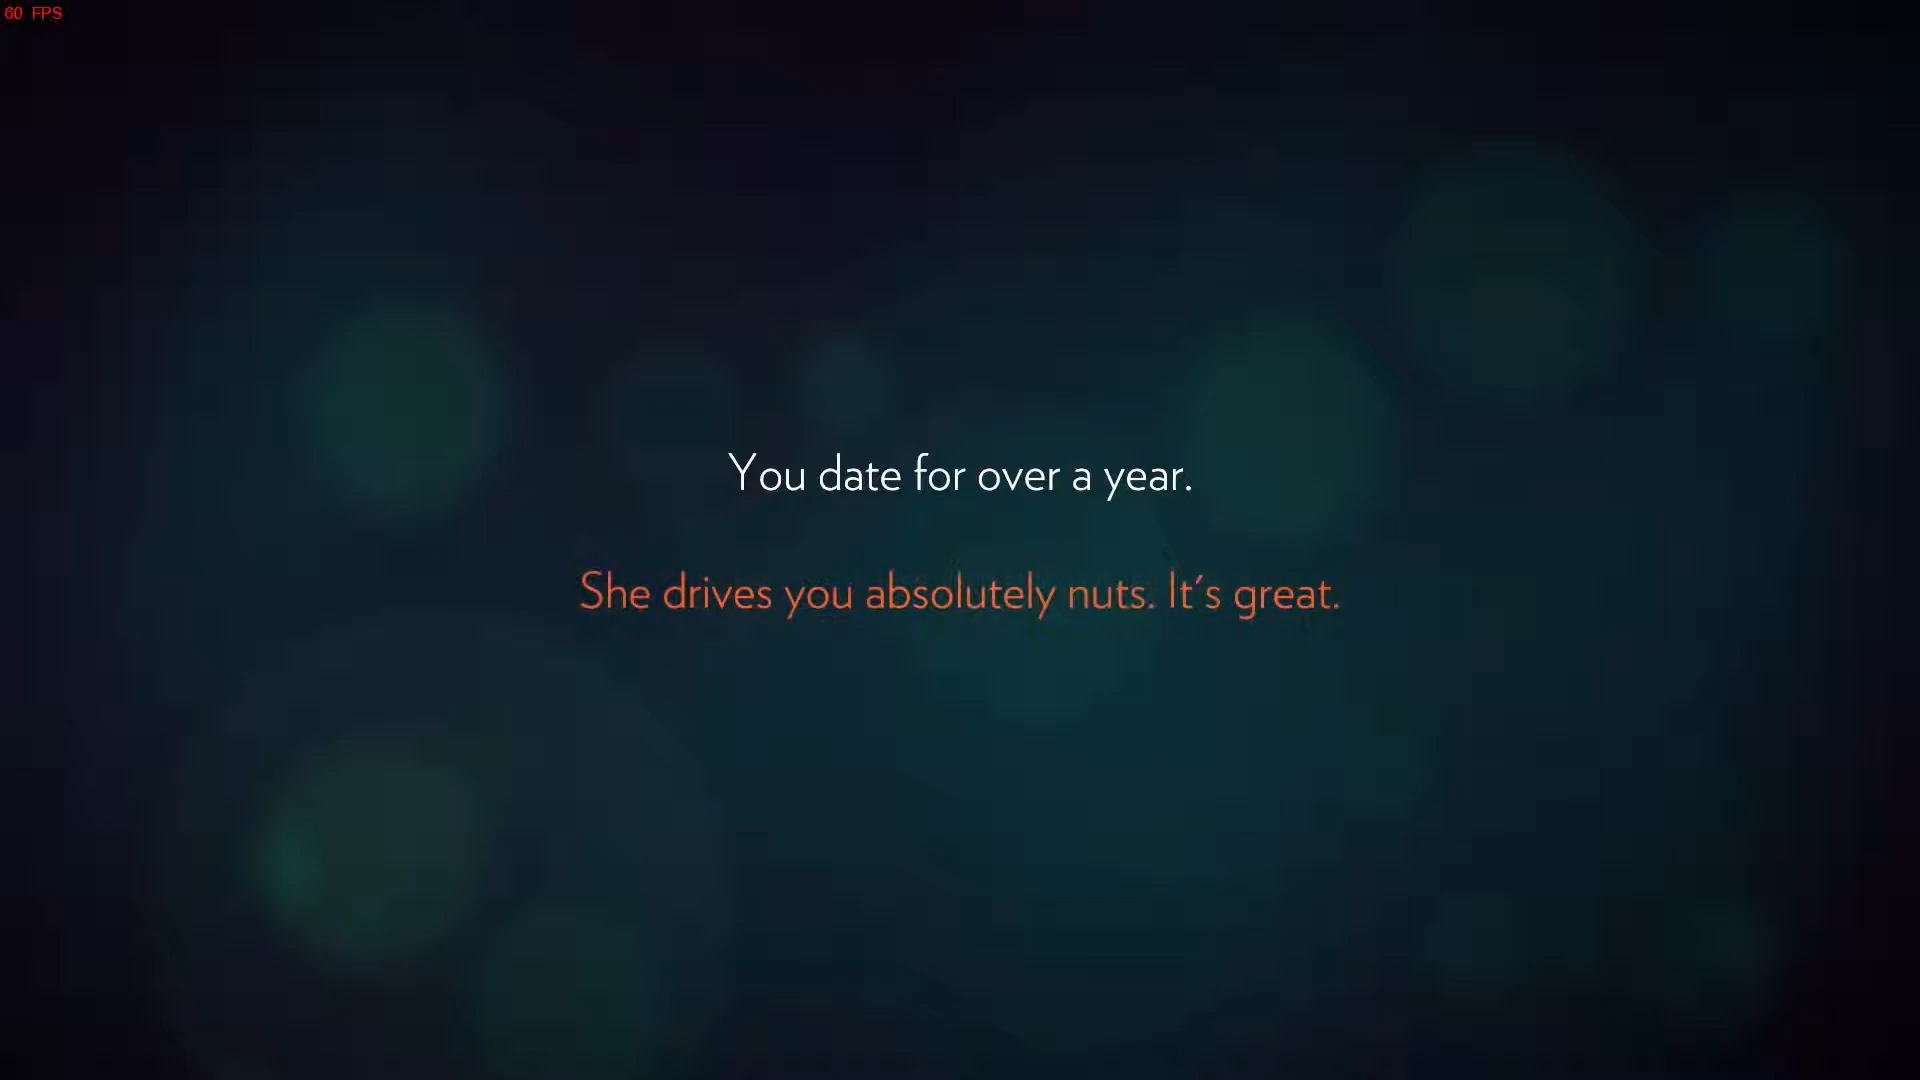 60 FPS
You date for over a year.
She drives you absolutely nuts. It's great.